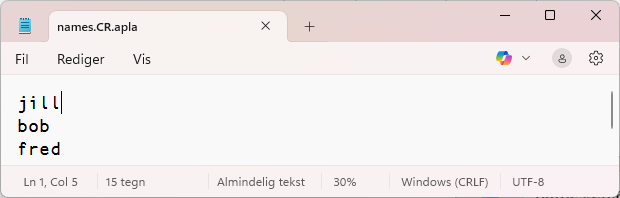 names.CR.apla
Fil Rediger Vis
jill
bob
fred
Ln 1, Col 5 15 tegn Almindelig tekst 30% Windows (CRLF) UTF-8